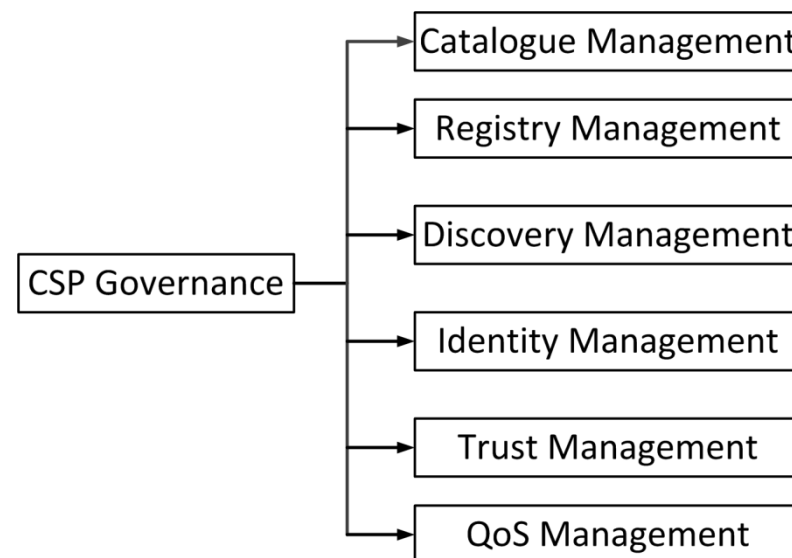 Catalogue Management
Registry Management
Discovery Management
CSP Governance
Identity Management
Trust Management
QoS Management